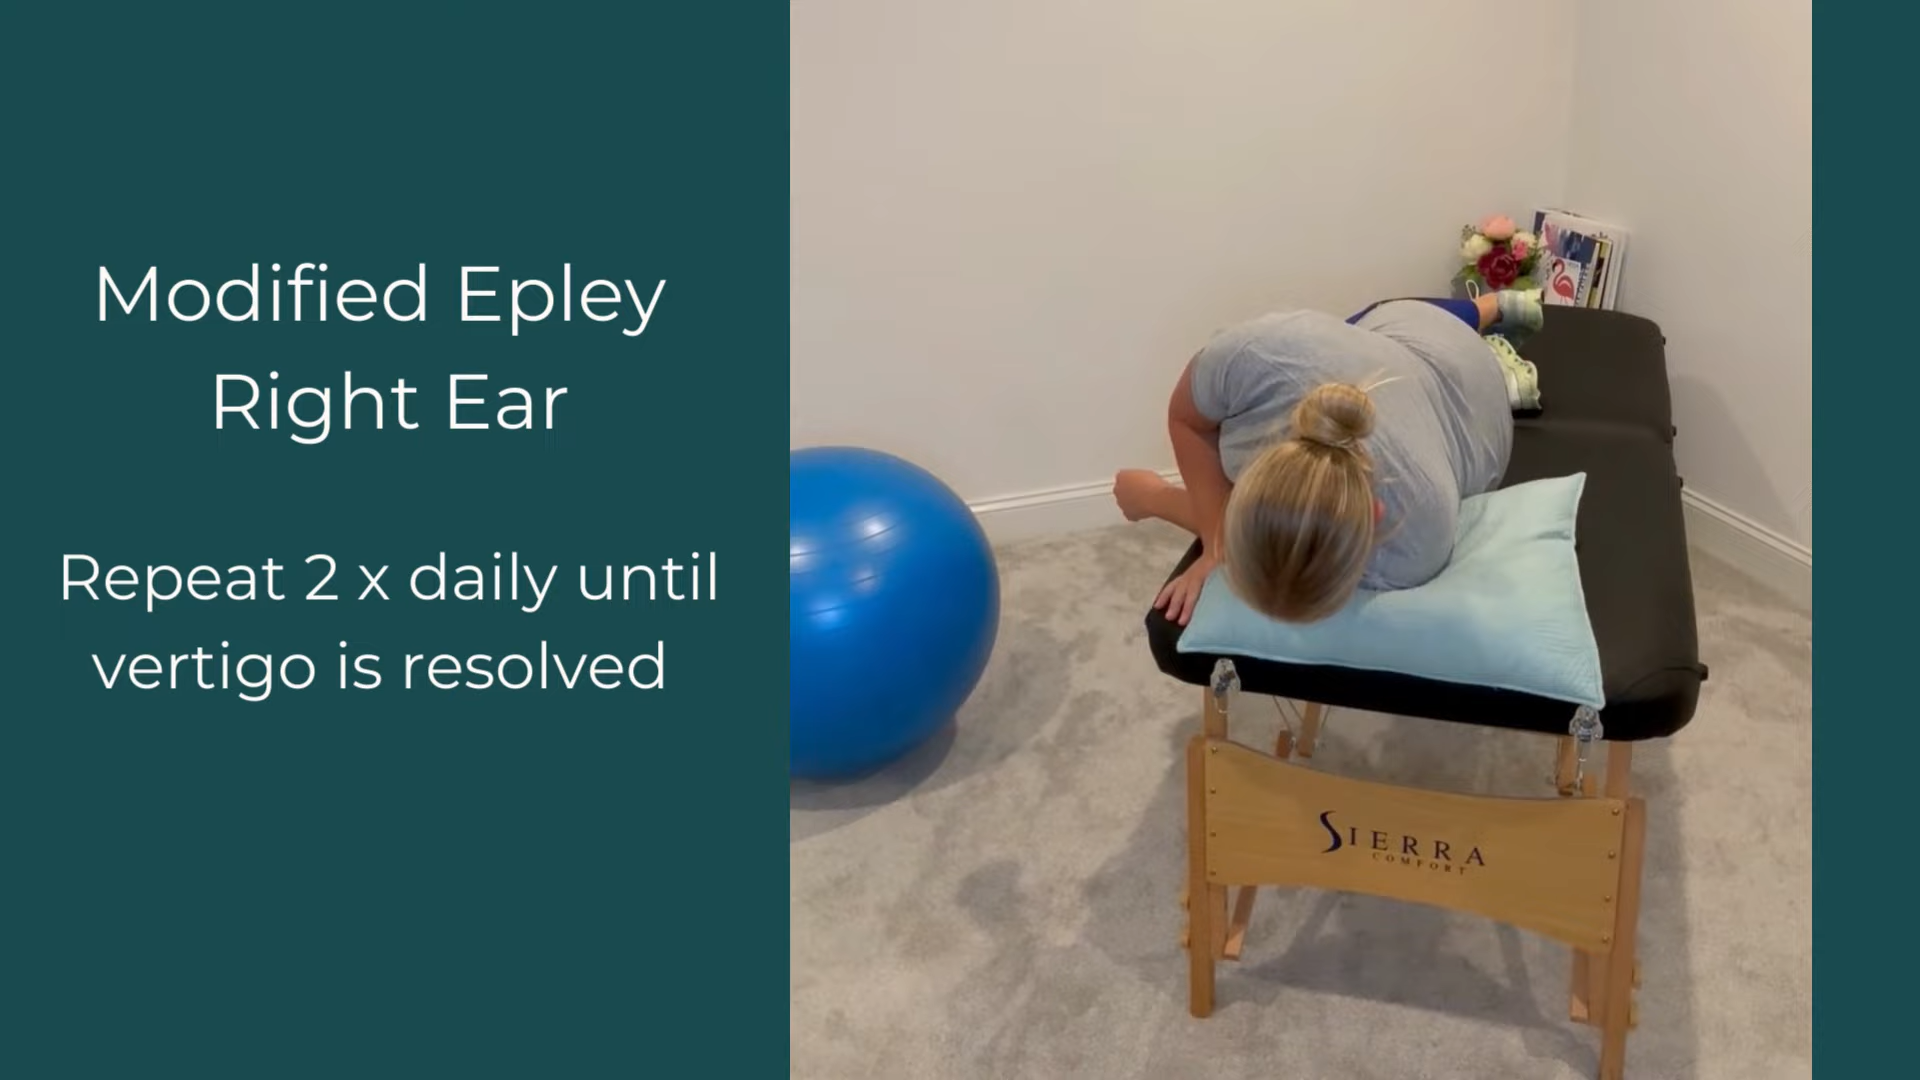 Modified Epley
Right Ear
Repeat 2 x daily until
vertigo is resolved
SIERRA
COMFORT